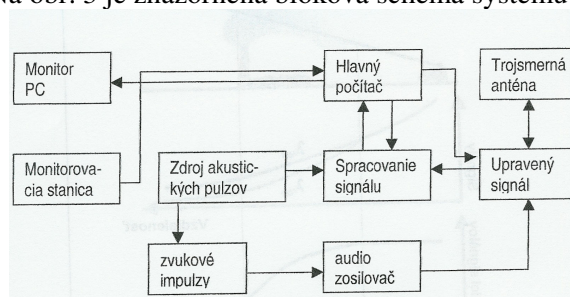 Na obr. 3 je znázornená bloková schéma systému
Monitor
PC
Hlavný
počítač
Trojsmerná
anténa
Monitorova-
cia stanica
Zdroj akustic-
kých pulzov
Spracovanie
signálu
Upravený
signál
zvukové
impulzy
audio
zosilovač